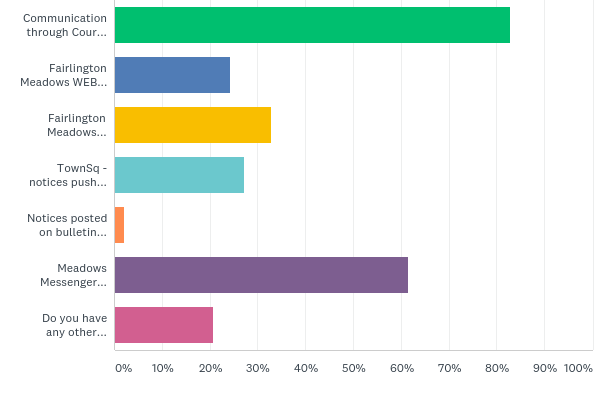 Communication
through Cour...
Fairlington
Meadows WEB...
Fairlington
Meadows...
TownSq -
notices push...
Notices posted
on bulletin...
Meadows
Messenger...
Do you have
any other...
0% 10% 20% 30% 40% 50% 60% 70% 80% 90% 100%